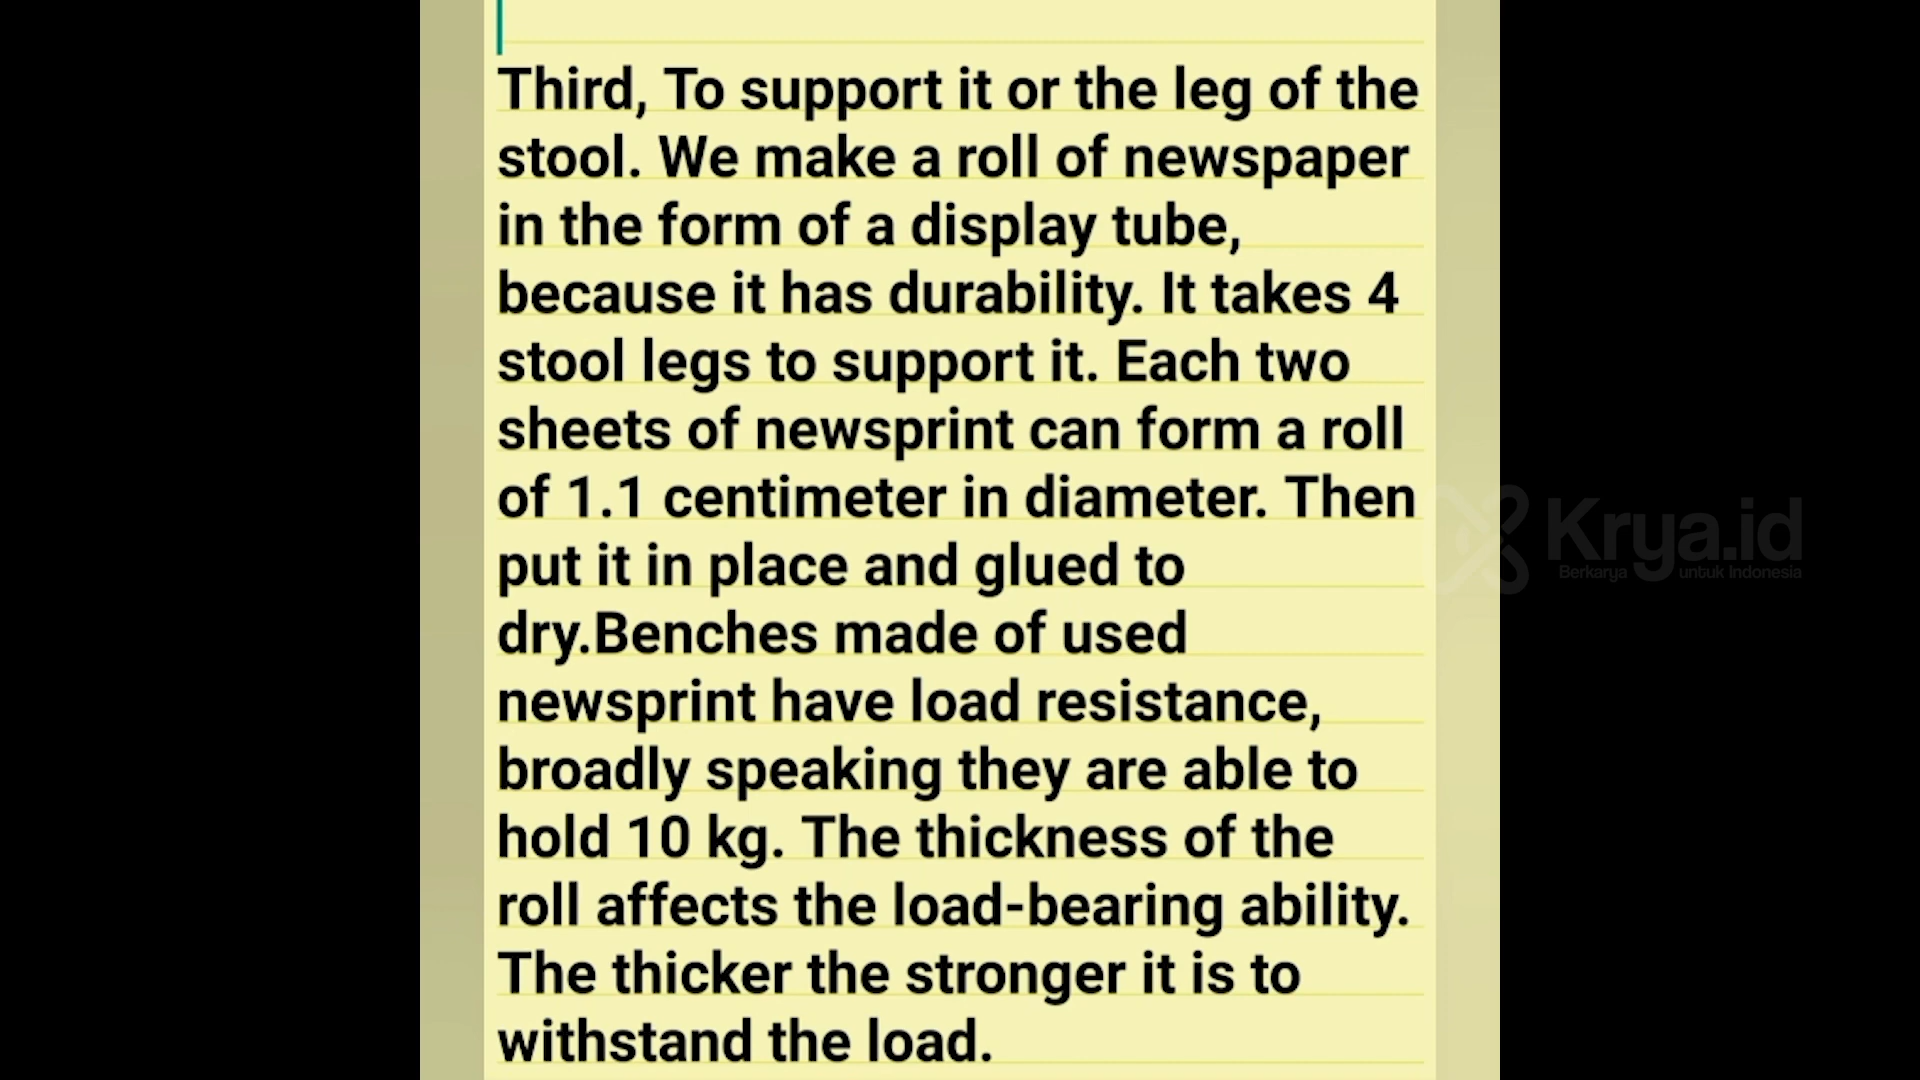 Third, To support it or the leg of the
stool. We make a roll of newspaper
in the form of a display tube,
because it has durability. It takes 4
stool legs to support it. Each two
sheets of newsprint can form a roll
of 1.1 centimeter in diameter. Then
put it in place and glued to
dry.Benches made of used
newsprint have load resistance,
broadly speaking they are able to
hold 10 kg. The thickness of the
roll affects the load-bearing ability.
The thicker the stronger it is to
withstand the load.
Krya.id
Berkarya untuk Indonesia